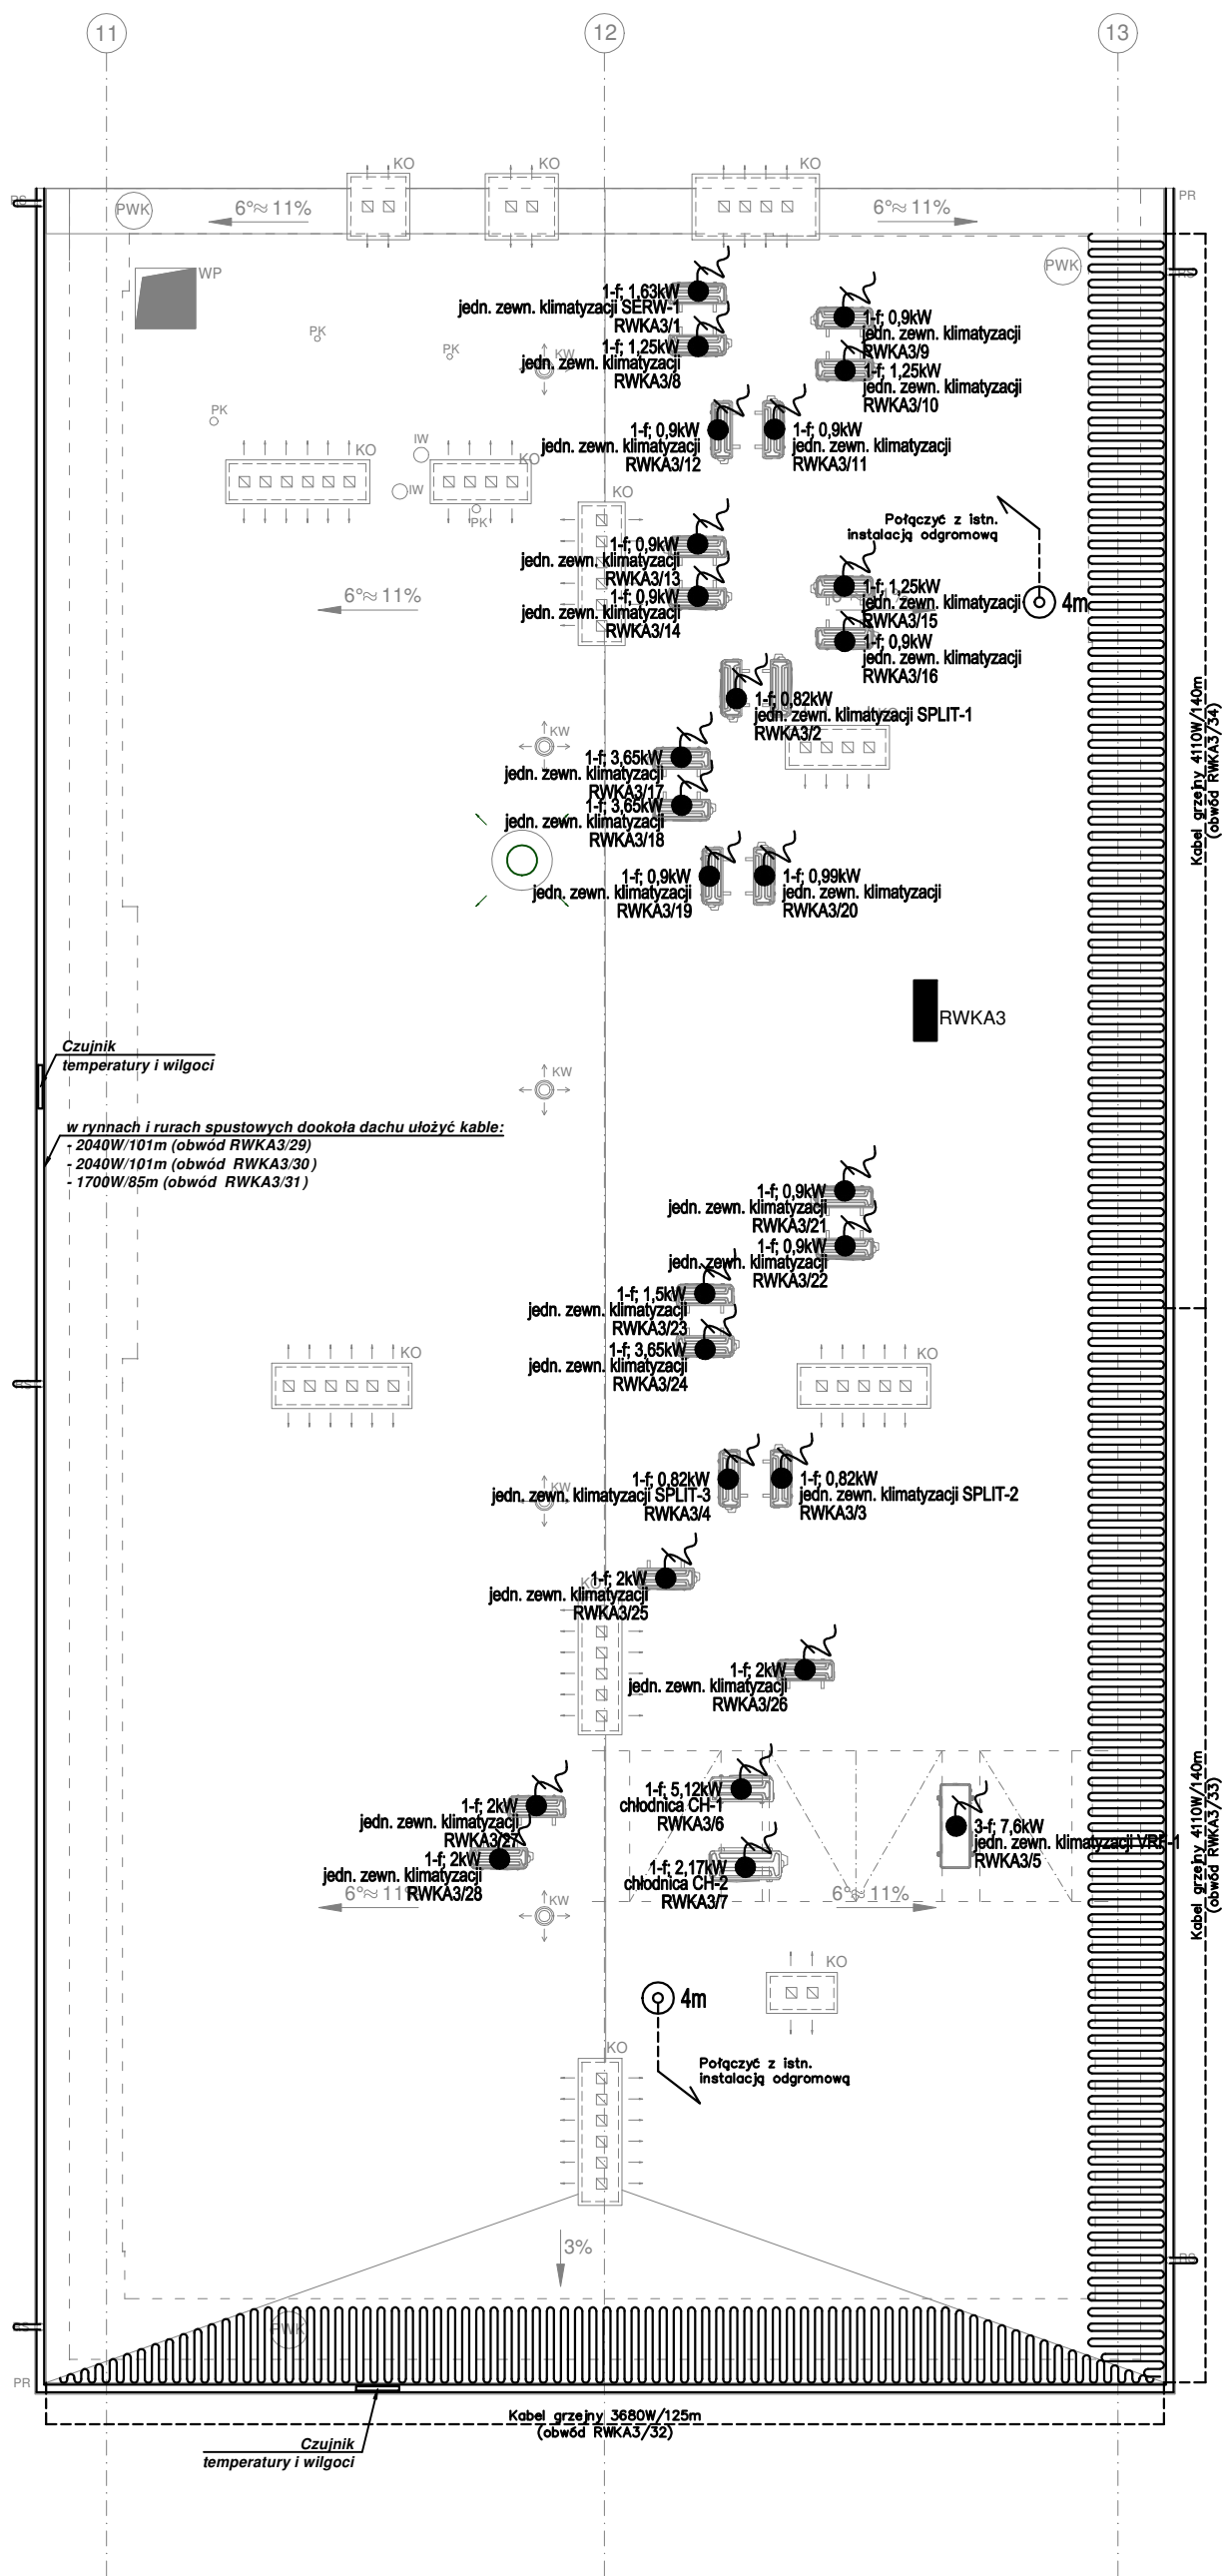 11
12
13
KO
KO
KO
PR
PWK
6°≈ 11%
6°≈ 11%
PWK
WP
1-f; 1,63kW
jedn. zewn. klimatyzacji SERW-1
RWKA3/1
1-f; 0,9kW
jedn. zewn. klimatyzacji
RWKA3/9
PK
PK
KW
1-f; 1,25kW
jedn. zewn. klimatyzacji
RWKA3/8
1-f; 1,25kW
jedn. zewn. klimatyzacji
RWKA3/10
PK
1-f; 0,9kW
jedn. zewn. klimatyzacji
RWKA3/12
1-f; 0,9kW
jedn. zewn. klimatyzacji
RWKA3/11
IW
KO
KO
IW
PK
KO
Połączyć z istn.
instalacją odgromową
4m
1-f; 0,9kW
jedn. zewn. klimatyzacji
RWKA3/13
1-f; 0,9kW
jedn. zewn. klimatyzacji
RWKA3/14
6°≈ 11%
1-f; 1,25kW
jedn. zewn. klimatyzacji
RWKA3/15
1-f; 0,9kW
jedn. zewn. klimatyzacji
RWKA3/16
1-f; 0,82kW
jedn. zewn. klimatyzacji SPLIT-1
RWKA3/2
KO
Kabel grzejny 4110W/140m
(obwód RWKA3/34)
KW
1-f; 3,65kW
jedn. zewn. klimatyzacji
RWKA3/17
1-f; 3,65kW
jedn. zewn. klimatyzacji
RWKA3/18
1-f; 0,9kW
jedn. zewn. klimatyzacji
RWKA3/19
1-f; 0,99kW
jedn. zewn. klimatyzacji
RWKA3/20
RWKA3
Czujnik
temperatury i wilgoci
KW
w rynnach i rurach spustowych dookoła dachu ułożyć kable:
- 2040W/101m (obwód RWKA3/29)
- 2040W/101m (obwód RWKA3/30)
- 1700W/85m (obwód RWKA3/31)
1-f; 0,9kW
jedn. zewn. klimatyzacji
RWKA3/21
1-f; 0,9kW
jedn. zewn. klimatyzacji
RWKA3/22
1-f; 1,5kW
jedn. zewn. klimatyzacji
RWKA3/23
1-f; 3,65kW
jedn. zewn. klimatyzacji
RWKA3/24
KO
KO
1-f; 0,82kW
jedn. zewn. klimatyzacji SPLIT-3
RWKA3/4
KW
1-f; 0,82kW
jedn. zewn. klimatyzacji SPLIT-2
RWKA3/3
1-f; 2kW
jedn. zewn. klimatyzacji
RWKA3/25
KO
1-f; 2kW
jedn. zewn. klimatyzacji
RWKA3/26
1-f; 2kW
jedn. zewn. klimatyzacji
RWKA3/27
1-f; 2kW
jedn. zewn. klimatyzacji
RWKA3/28
1-f; 5,12kW
chłodnica CH-1
RWKA3/6
1-f; 2,17kW
chłodnica CH-2
RWKA3/7
3-f; 7,6kW
jedn. zewn. klimatyzacji VRF-1
RWKA3/5
Kabel grzejny 4110W/140m
(obwód RWKA3/33)
6°≈ 11%
6°≈ 11%
KW
KO
4m
Połączyć z istn.
instalacją odgromową
KO
3%
PWK
PR
Kabel grzejny 3680W/125m
(obwód RWKA3/32)
Czujnik
temperatury i wilgoci